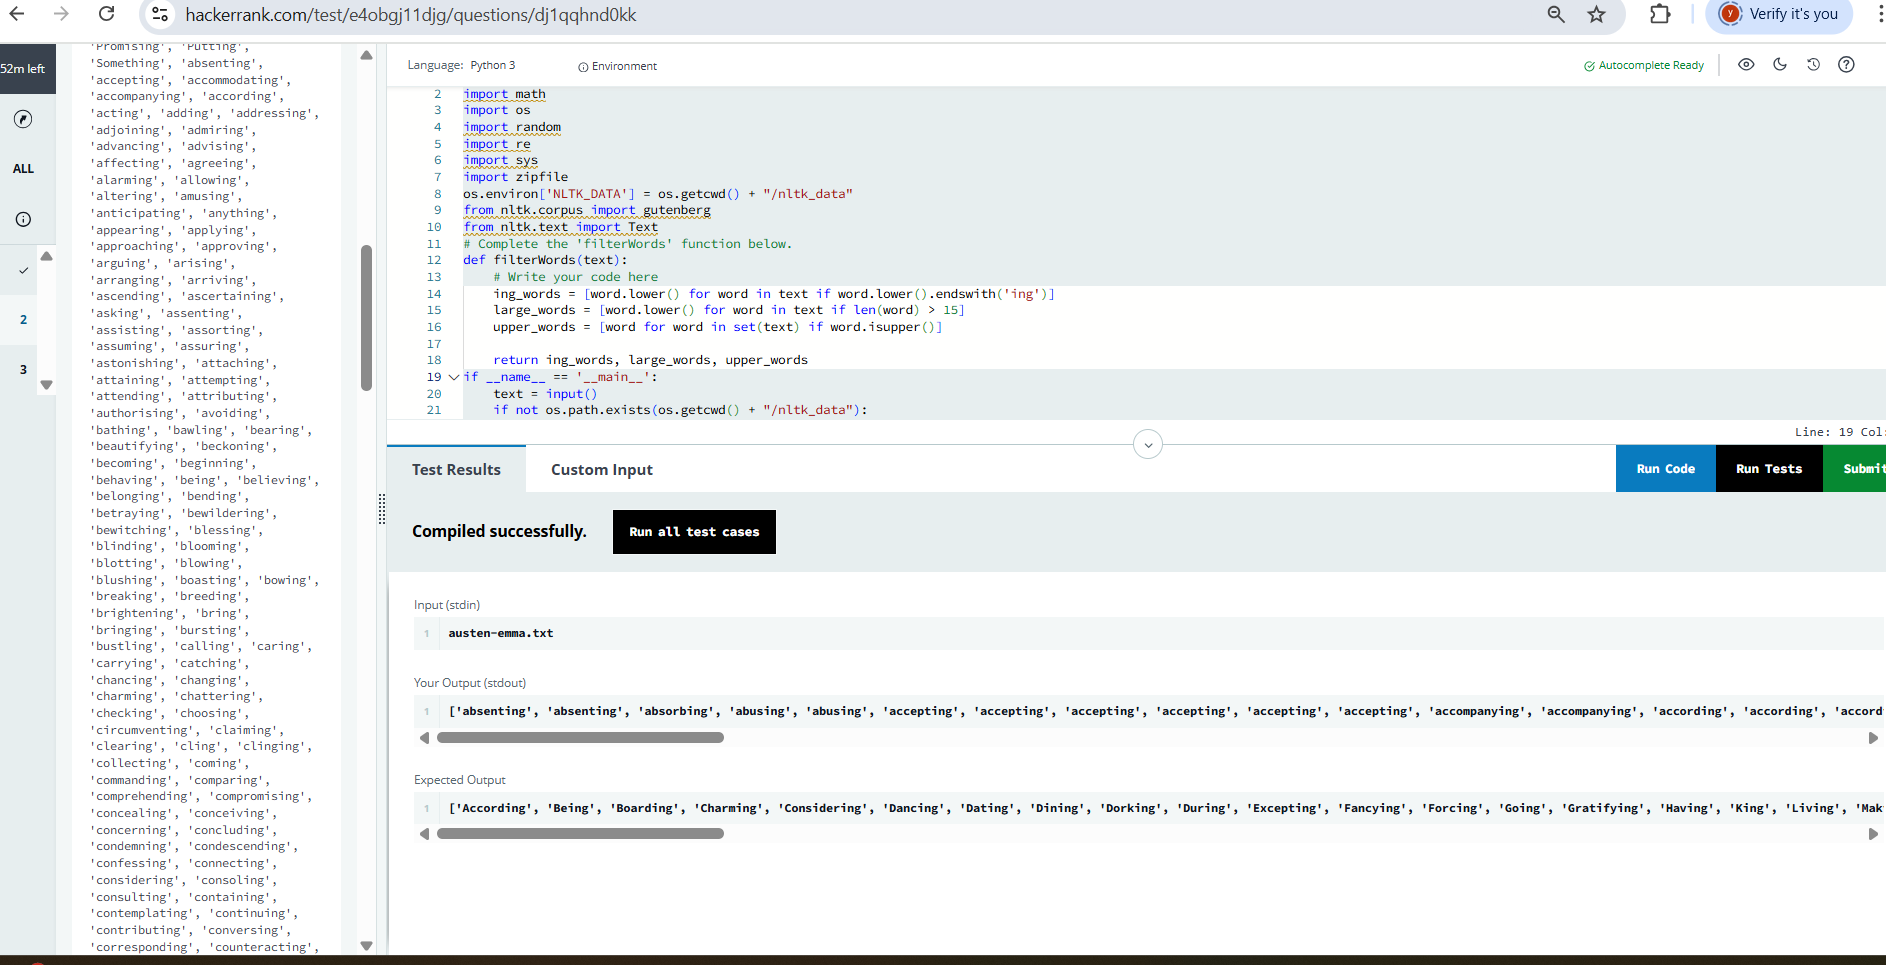 hackerrank.com/test/e4obgj11djg/questions/dj1qqhnd0kk
Verify it's you
52m left
ALL
2
3
'Promising', 'Putting',
'Something', 'absenting',
'accepting', 'accommodating',
'accompanying', 'according',
'acting', 'adding', 'addressing',
'adjoining', 'admiring',
'advancing', 'advising',
'affecting', 'agreeing',
'alarming', 'allowing',
'altering', 'amusing',
'anticipating', 'anything',
'appearing', 'applying',
'approaching', 'approving',
'arguing', 'arising',
'arranging', 'arriving',
'ascending', 'ascertaining',
'asking', 'assenting',
'assisting', 'assorting',
'assuming', 'assuring',
'astonishing', 'attaching',
'attaining', 'attempting',
'attending', 'attributing',
'authorising', 'avoiding',
'bathing', 'bawling', 'bearing',
'beautifying', 'beckoning',
'becoming', 'beginning',
'behaving', 'being', 'believing',
'belonging', 'bending',
'betraying', 'bewildering',
'bewitching', 'blessing',
'blinding', 'blooming',
'blotting', 'blowing',
'blushing', 'boasting', 'bowing',
'breaking', 'breeding',
'brightening', 'bring',
'bringing', 'bursting',
'bustling', 'calling', 'caring',
'carrying', 'catching',
'chancing', 'changing',
'charming', 'chattering',
'checking', 'choosing',
'circumventing', 'claiming',
'clearing', 'cling', 'clinging',
'collecting', 'coming',
'commanding', 'comparing',
'comprehending', 'compromising',
'concealing', 'conceiving',
'concerning', 'concluding',
'condemning', 'condescending',
'confessing', 'connecting',
'considering', 'consoling',
'consulting', 'containing',
'contemplating', 'continuing',
'contributing', 'conversing',
'corresponding', 'counteracting',
Language: Python 3
Environment
Autocomplete Ready
2 import math
3 import os
4 import random
5 import re
6 import sys
7 import zipfile
8 os.environ['NLTK_DATA'] = os.getcwd() + "/nltk_data"
9 from nltk.corpus import gutenberg
10 from nltk.text import Text
11 # Complete the 'filterWords' function below.
12 def filterWords(text):
13 # Write your code here
14 ing_words = [word.lower() for word in text if word.lower().endswith('ing')]
15 large_words = [word.lower() for word in text if len(word) > 15]
16 upper_words = [word for word in set(text) if word.isupper()]
17
18 return ing_words, large_words, upper_words
19 if __name__ == '__main__':
20 text = input()
21 if not os.path.exists(os.getcwd() + "/nltk_data"):
Line: 19 Col:
Test Results
Custom Input
Run Code
Run Tests
Submit
Compiled successfully.
Run all test cases
Input (stdin)
1 austen-emma.txt
Your Output (stdout)
1 ['absenting', 'absenting', 'absorbing', 'abusing', 'abusing', 'accepting', 'accepting', 'accepting', 'accepting', 'accepting', 'accepting', 'accompanying', 'accompanying', 'according', 'according', 'accord
Expected Output
1 ['According', 'Being', 'Boarding', 'Charming', 'Considering', 'Dancing', 'Dating', 'Dining', 'Dorking', 'During', 'Excepting', 'Fancying', 'Forcing', 'Going', 'Gratifying', 'Having', 'King', 'Living', 'Mak